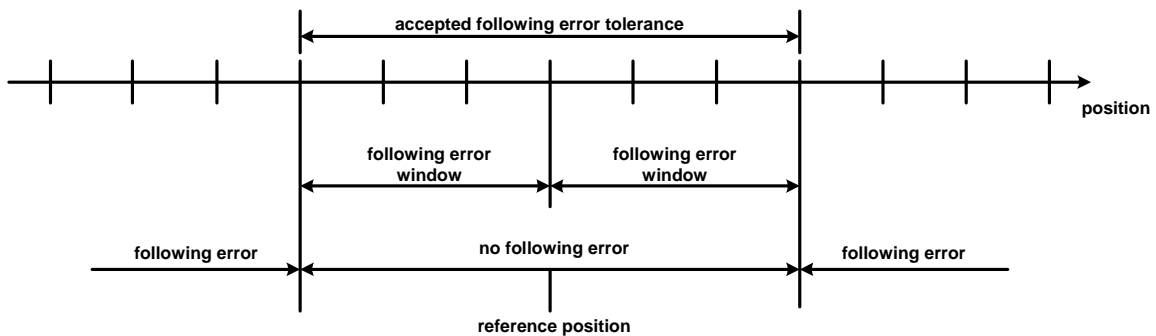 accepted following error tolerance
position
following error
window
following error
window
following error
no following error
following error
reference position